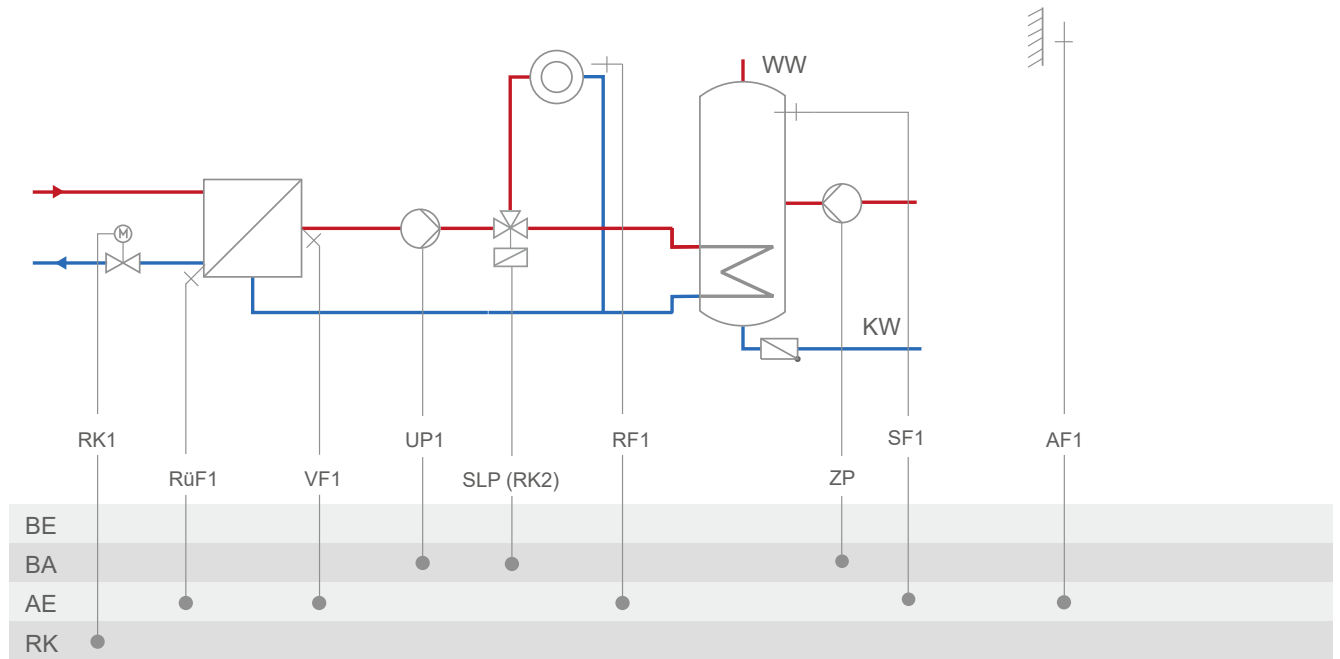 WW
M
KW
RK1
UP1
RF1
SF1
AF1
RüF1
VF1
SLP (RK2)
ZP
BE
BA
AE
RK